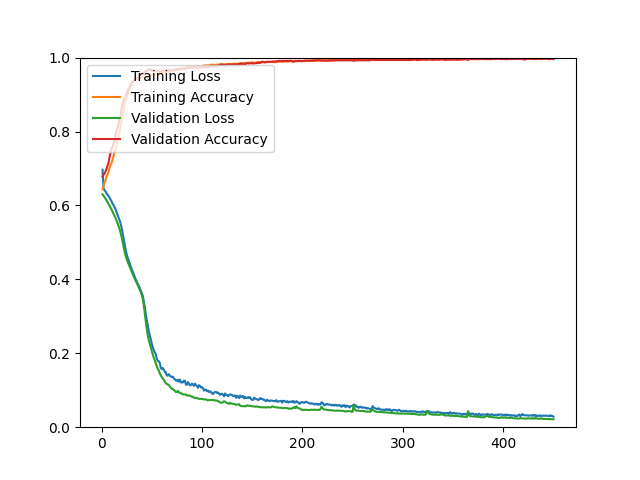 1.0
0.8
0.6
0.4
0.2
0.0
Training Loss
Training Accuracy
Validation Loss
Validation Accuracy
0 100 200 300 400